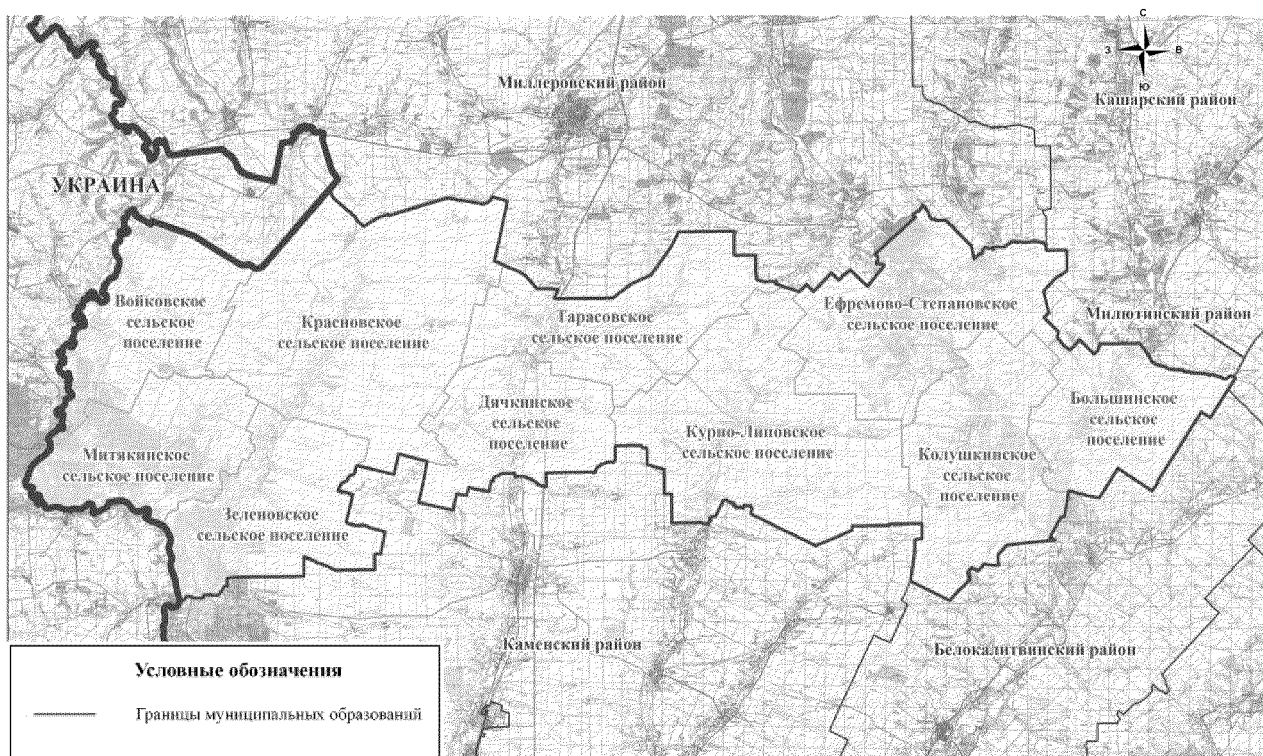 С
З
В
Ю
Миллеровский район
Кашарский район
УКРАИНА
Войковское
сельское
поселение
Красновское
сельское поселение
Тарасовское
сельское поселение
Ефремово-Степановское
сельское поселение
Милютинский район
Дячкинское
сельское
поселение
Большинское
сельское
поселение
Курно-Липовское
сельское поселение
Колушкинское
сельское
поселение
Митякинское
сельское поселение
Зеленовское
сельское поселение
Каменский район
Белокалитвинский район
Условные обозначения
Границы муниципальных образований